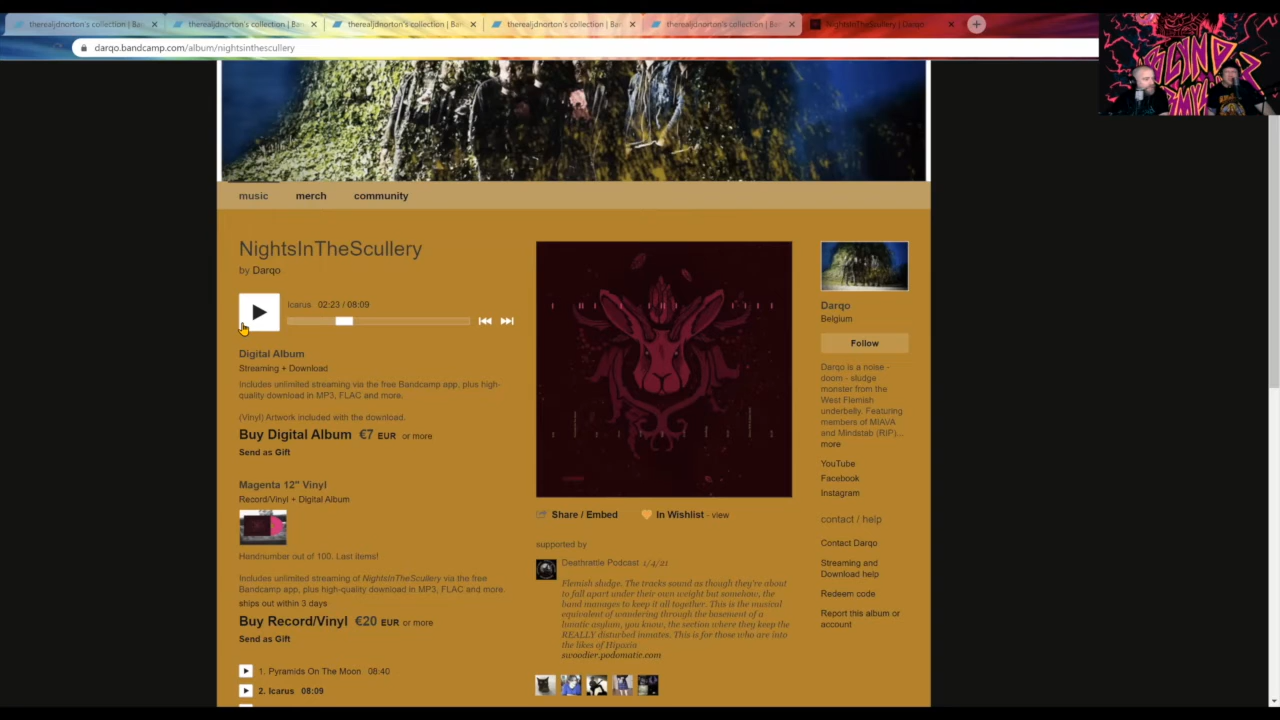 therealjdnorton's collection | Ban
therealjdnorton's collection | Ban
therealjdnorton's collection | Ban
therealjdnorton's collection | Ban
therealjdnorton's collection | Ban
NightsInTheScullery | Darqo
darqo.bandcamp.com/album/nightsinthescullery
music merch community
NightsInTheScullery
by Darqo
Icarus 02:23 / 08:09
Digital Album
Streaming + Download
Includes unlimited streaming via the free Bandcamp app, plus high-
quality download in MP3, FLAC and more.
(Vinyl) Artwork included with the download.
Buy Digital Album €7 EUR or more
Send as Gift
Magenta 12" Vinyl
Record/Vinyl + Digital Album
Handnumber out of 100. Last Items!
Includes unlimited streaming of NightsInTheScullery via the free
Bandcamp app, plus high-quality download in MP3, FLAC and more.
ships out within 3 days
Buy Record/Vinyl €20 EUR or more
Send as Gift
1. Pyramids On The Moon 08:40
2. Icarus 08:09
Share / Embed In Wishlist - view
supported by
Deathrattle Podcast 1/4/21
Flemish sludge. The tracks sound as though they're about
to fall apart under their own weight but somehow, the
band manages to keep it all together. This is the musical
equivalent of wandering through the basement of a
lunatic asylum, you know, the section where they keep the
REALLY disturbed inmates. This is for those who are into
the likes of Hipoxia
swoodier.podomatic.com
Darqo
Belgium
Follow
Darqo is a noise -
doom - sludge
monster from the
West Flemish
underbelly. Featuring
members of MIAVA
and Mindstab (RIP)...
more
YouTube
Facebook
Instagram
contact / help
Contact Darqo
Streaming and
Download help
Redeem code
Report this album or
account